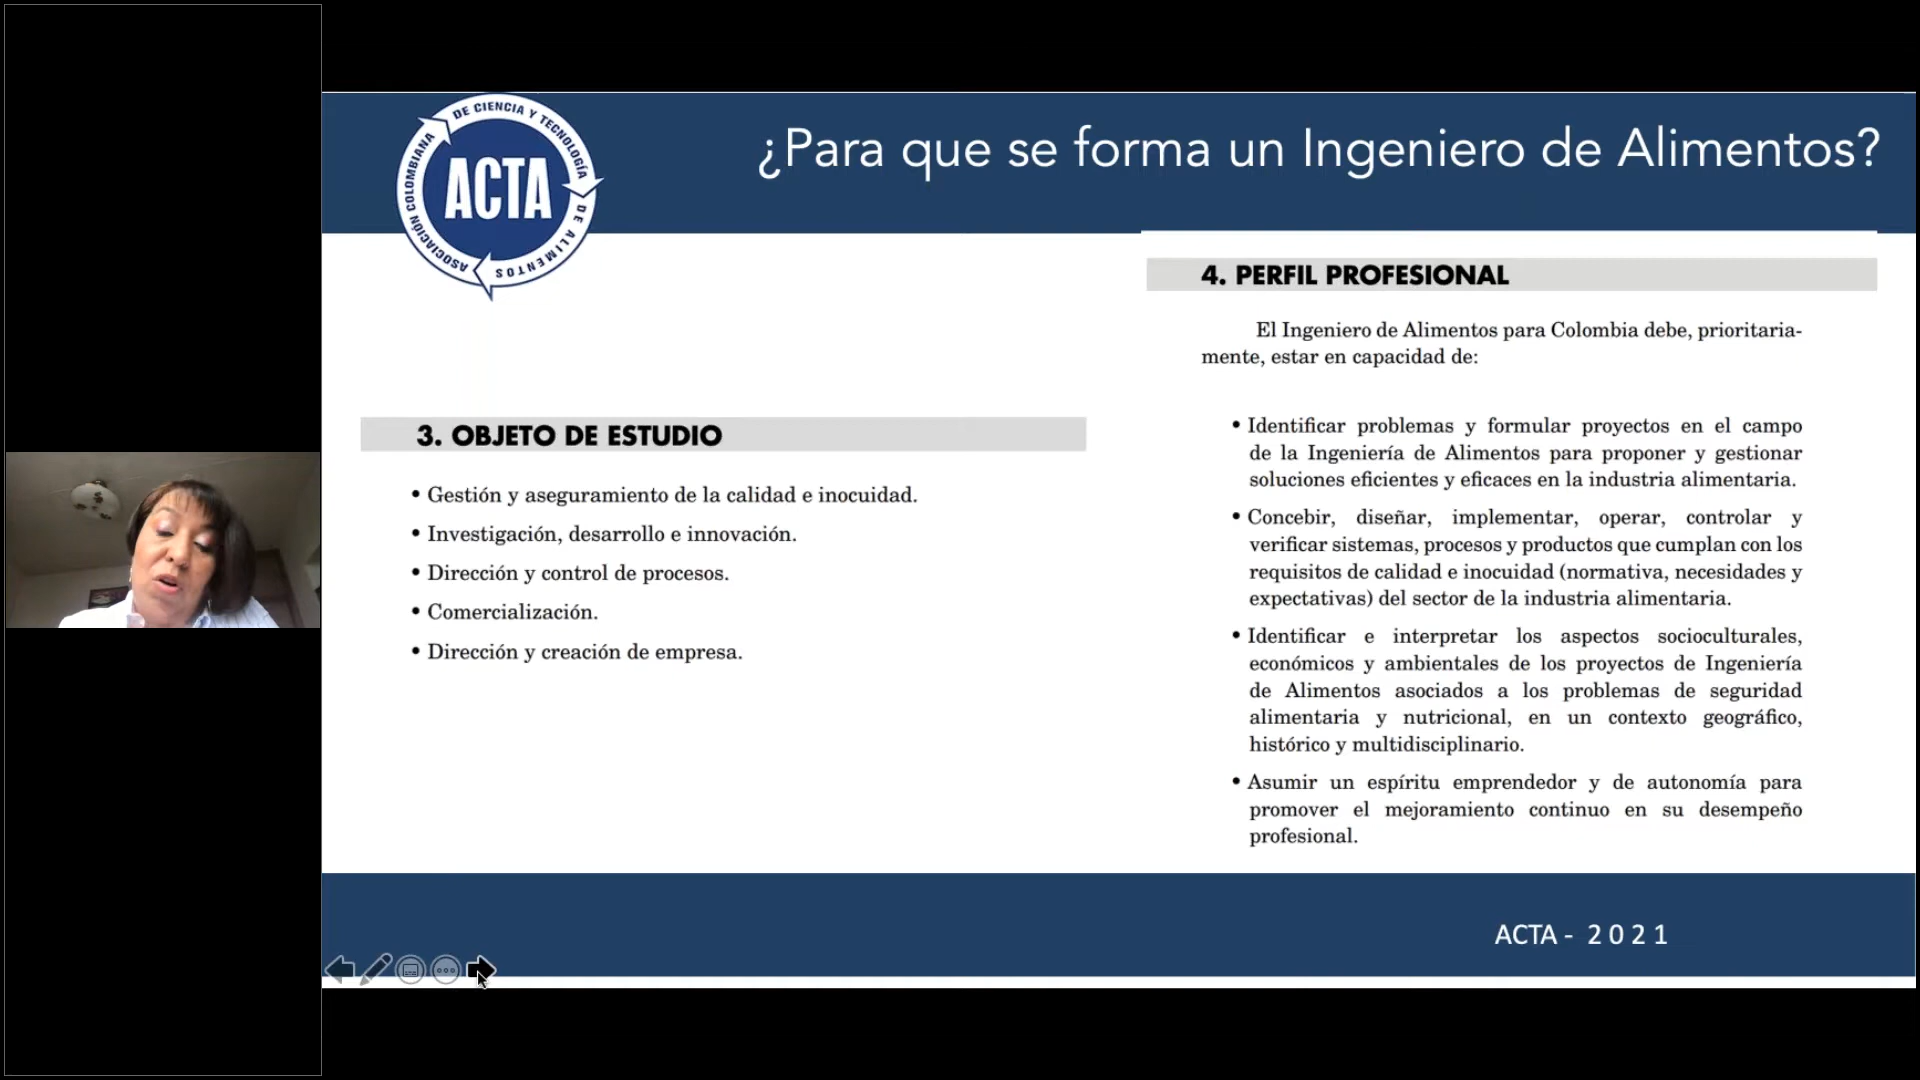 ASOCIACIÓN COLOMBIANA
DE CIENCIA Y TECNOLOGÍA
DE ALIMENTOS
ACTA
¿Para que se forma un Ingeniero de Alimentos?
3. OBJETO DE ESTUDIO
• Gestión y aseguramiento de la calidad e inocuidad.
• Investigación, desarrollo e innovación.
• Dirección y control de procesos.
• Comercialización.
• Dirección y creación de empresa.
4. PERFIL PROFESIONAL
El Ingeniero de Alimentos para Colombia debe, prioritaria-
mente, estar en capacidad de:
• Identificar problemas y formular proyectos en el campo
de la Ingeniería de Alimentos para proponer y gestionar
soluciones eficientes y eficaces en la industria alimentaria.
• Concebir, diseñar, implementar, operar, controlar y
verificar sistemas, procesos y productos que cumplan con los
requisitos de calidad e inocuidad (normativa, necesidades y
expectativas) del sector de la industria alimentaria.
• Identificar e interpretar los aspectos socioculturales,
económicos y ambientales de los proyectos de Ingeniería
de Alimentos asociados a los problemas de seguridad
alimentaria y nutricional, en un contexto geográfico,
histórico y multidisciplinario.
• Asumir un espíritu emprendedor y de autonomía para
promover el mejoramiento continuo en su desempeño
profesional.
ACTA - 2 0 2 1